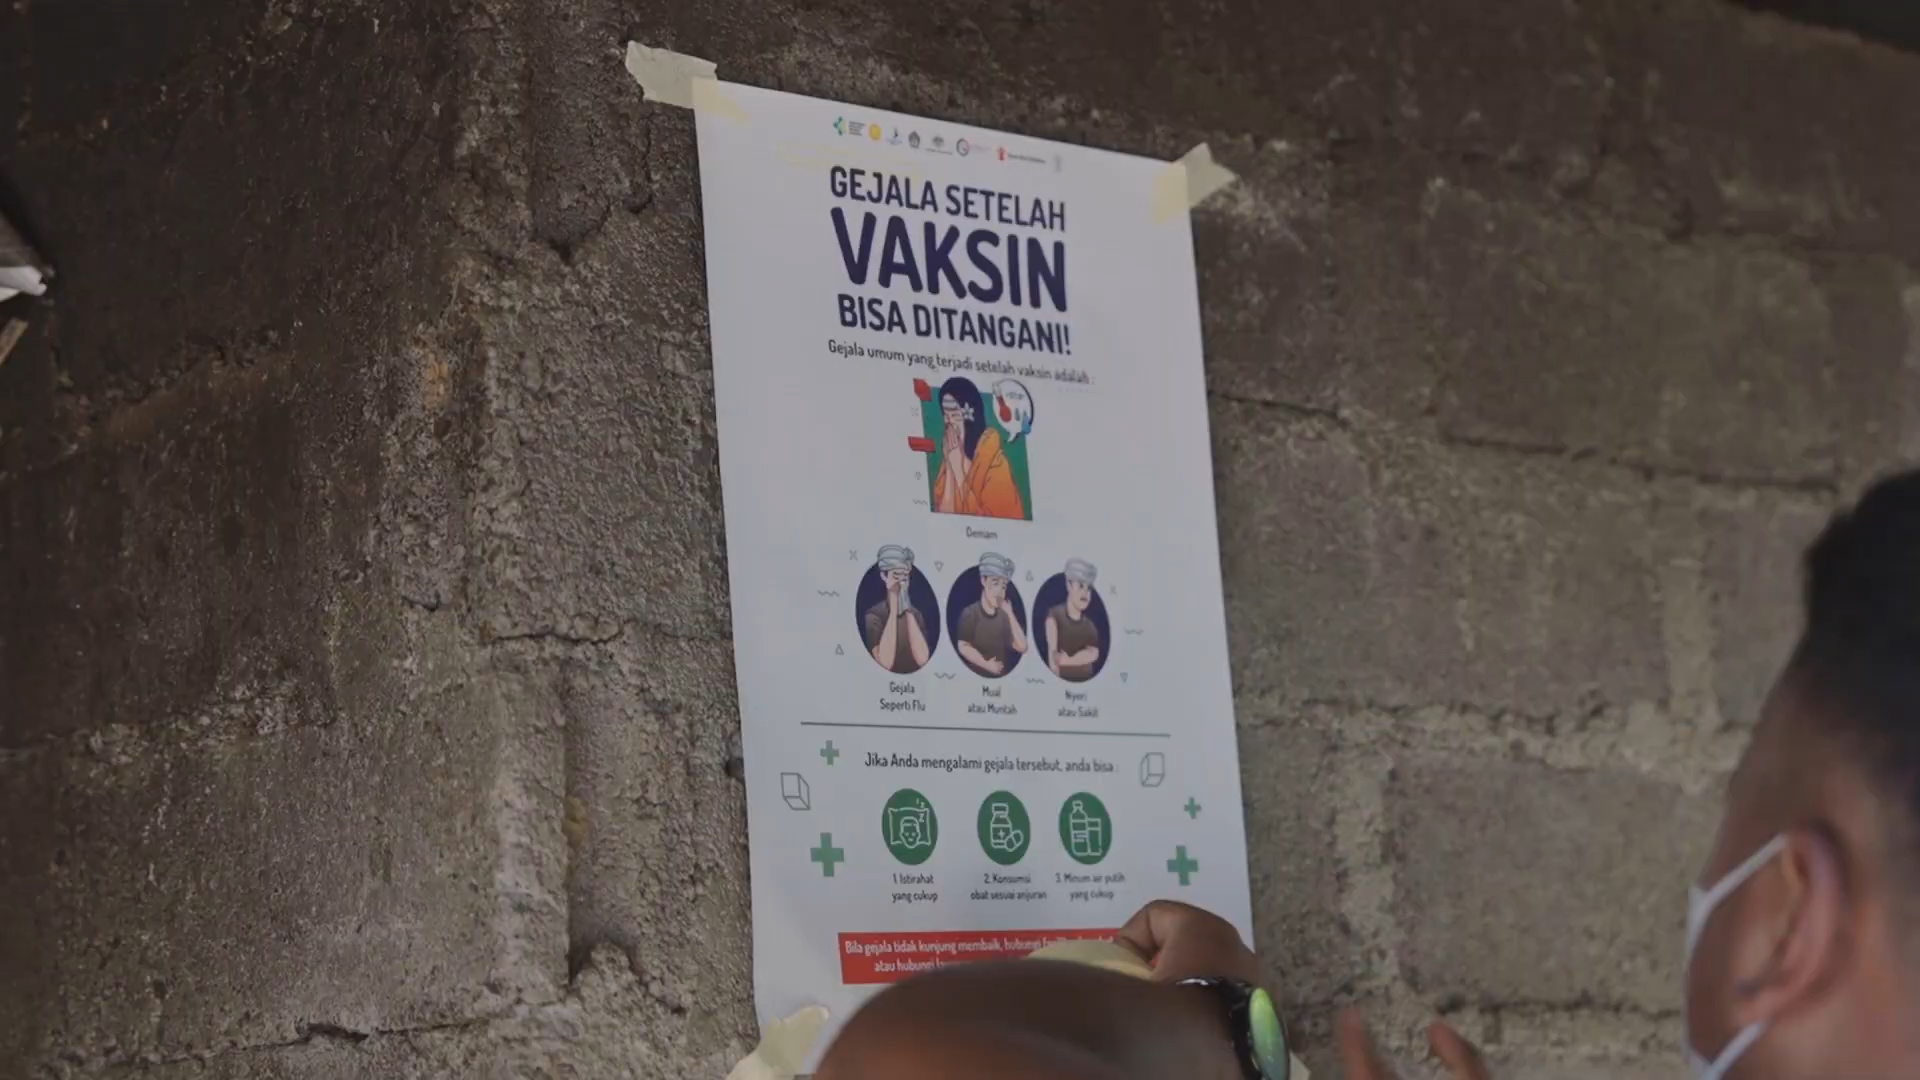 GEJALA SETELAH
VAKSIN
BISA DITANGANI!
Gejala umum yang terjadi setelah vaksin adalah :
Demam
Gejala
Seperti Flu
Mual
atau Muntah
Nyeri
atau Sakit
Jika Anda mengalami gejala tersebut, anda bisa :
1. Istirahat
yang cukup
2. Konsumsi
obat sesuai anjuran
3. Minum air putih
yang cukup
Bila gejala tidak kunjung membaik, hubungi
atau hubungi